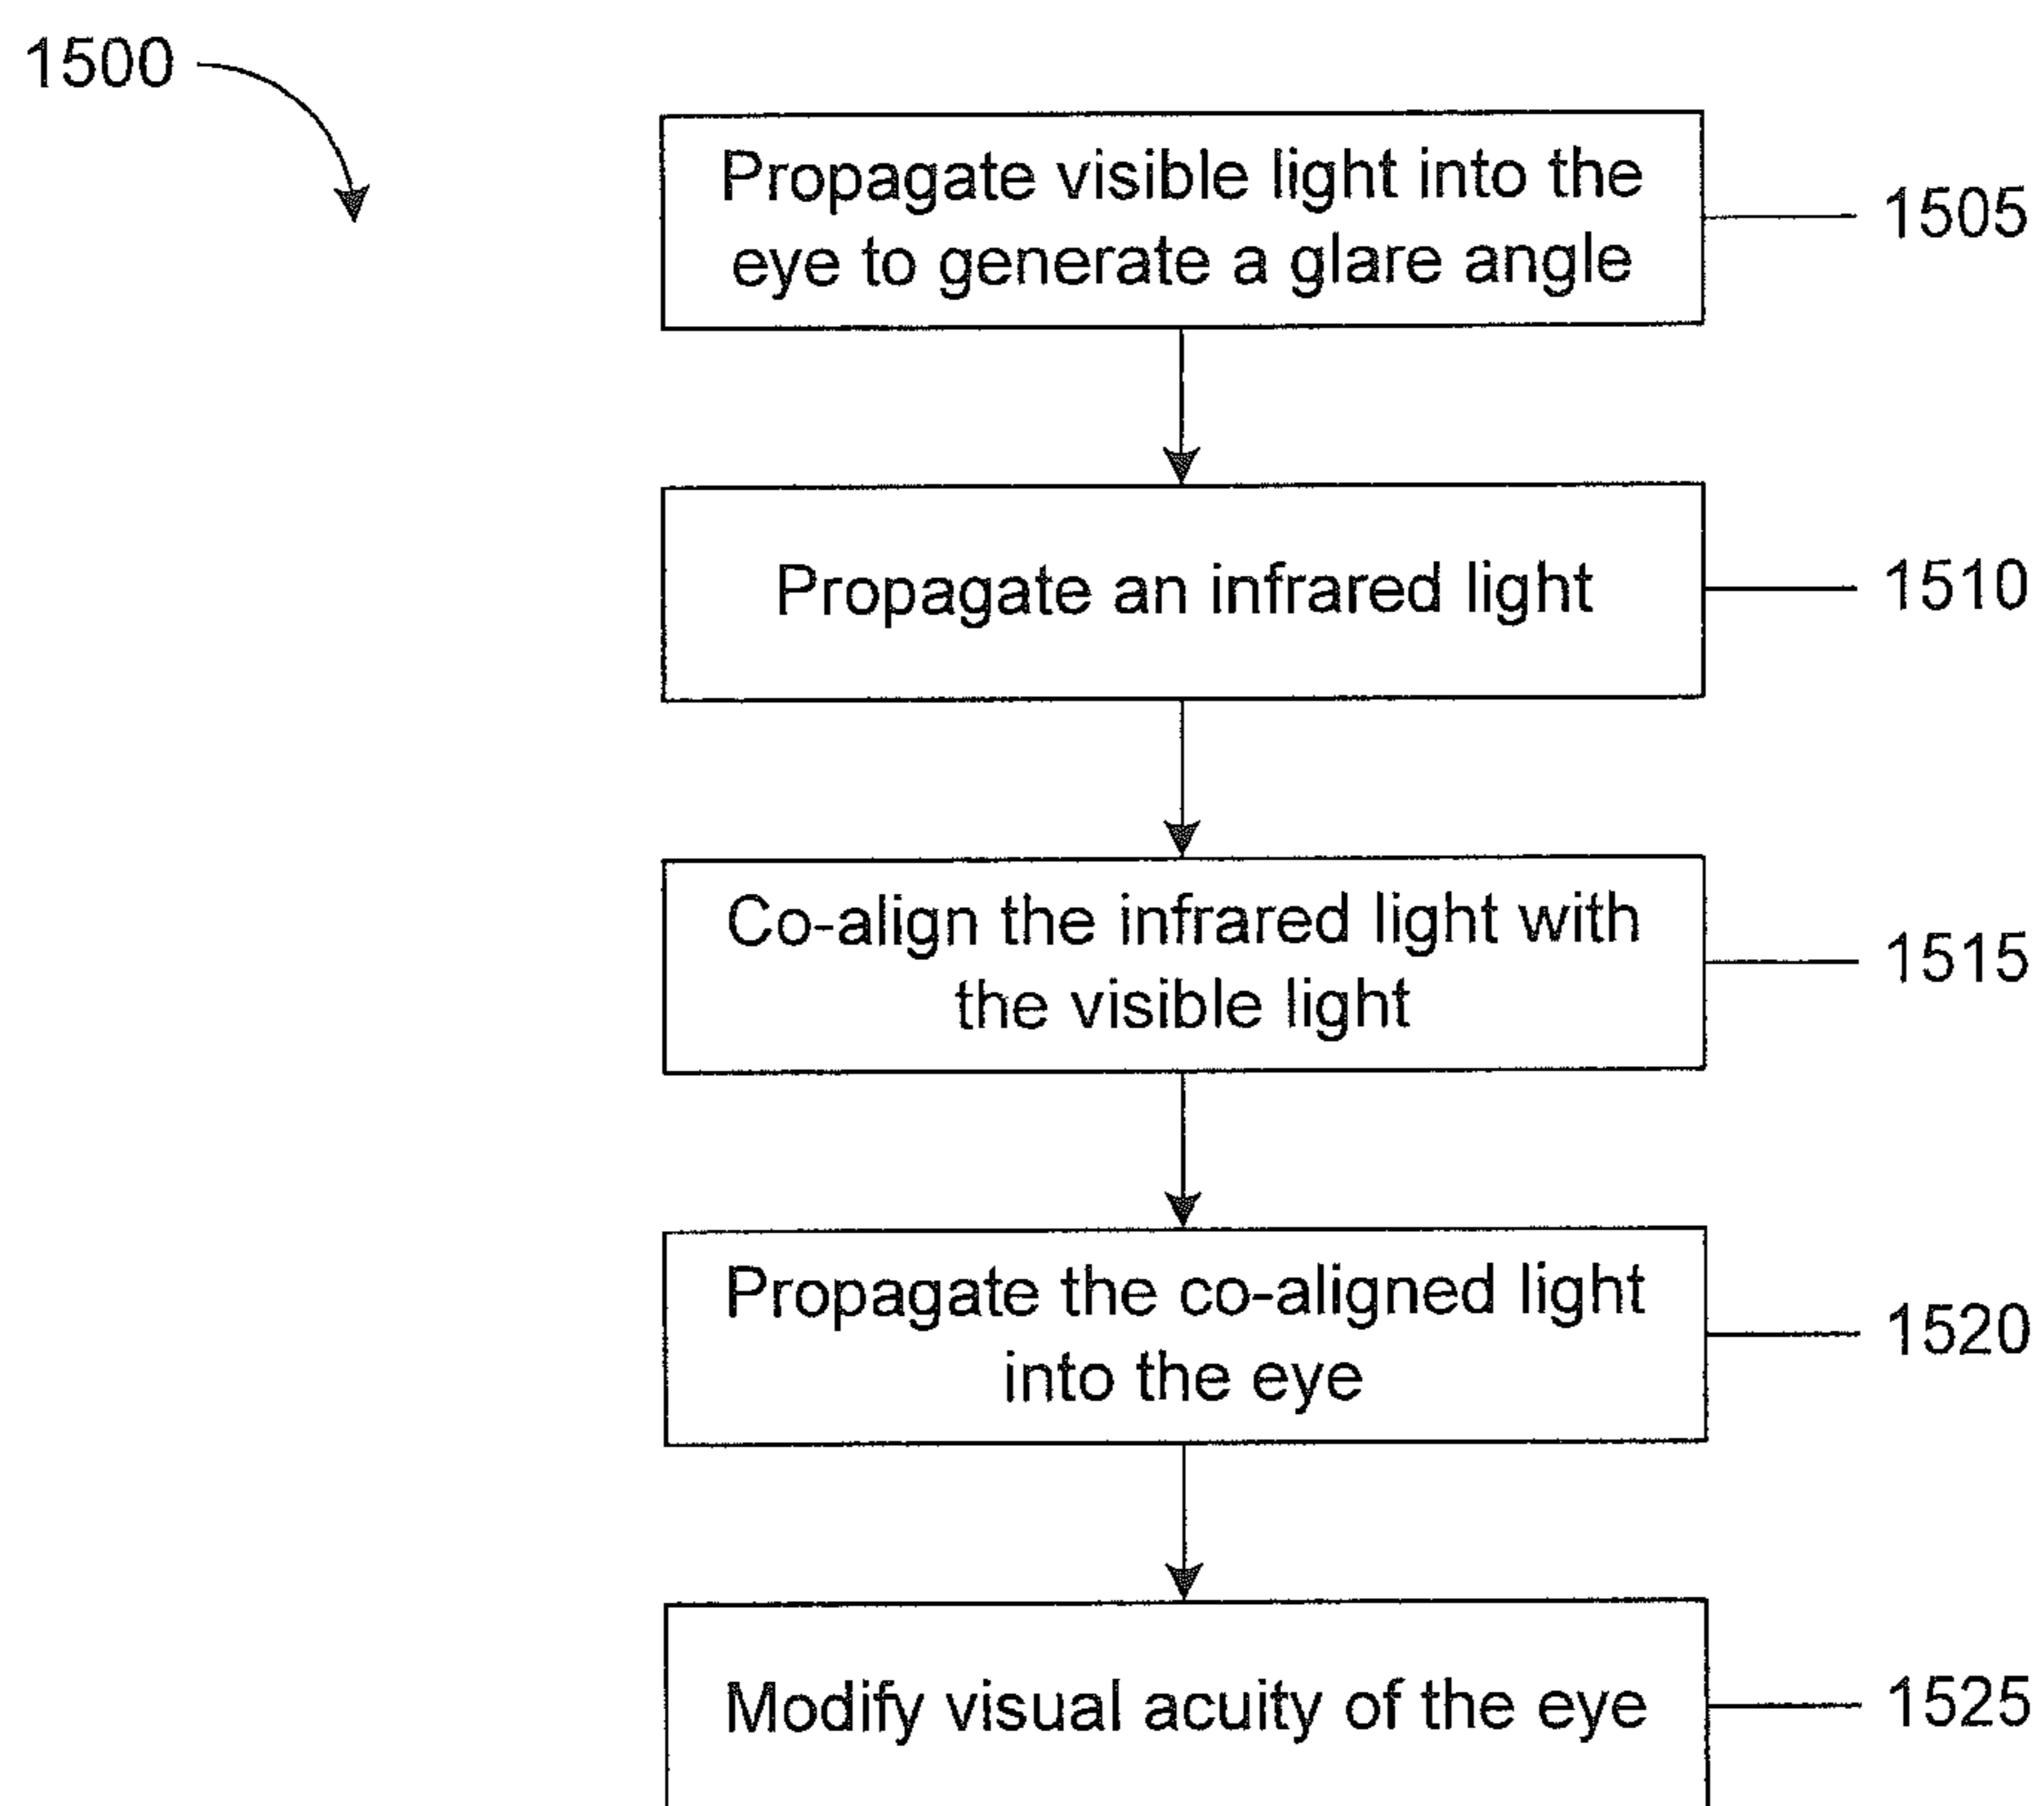 1500
Propagate visible light into the
eye to generate a glare angle
1505
Propagate an infrared light
1510
Co-align the infrared light with
the visible light
1515
Propagate the co-aligned light
into the eye
1520
Modify visual acuity of the eye
1525